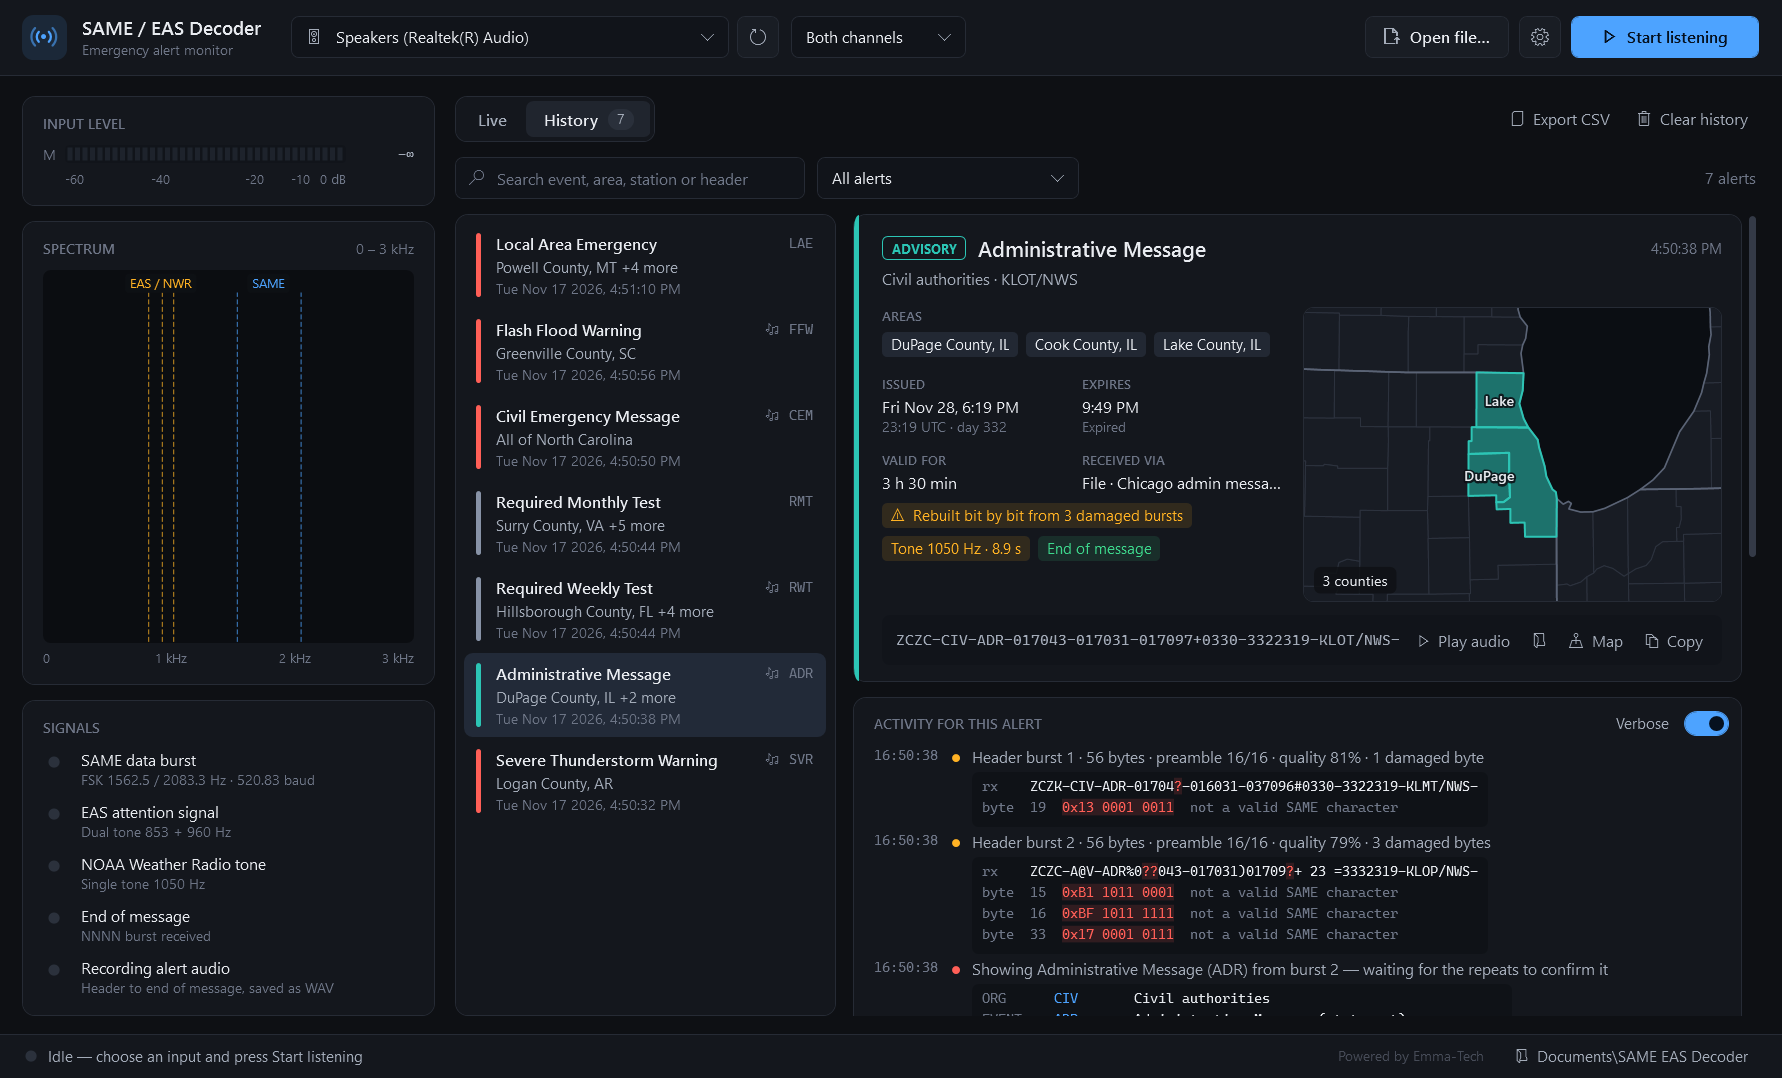 SAME / EAS Decoder
Emergency alert monitor
Speakers (Realtek(R) Audio)
Both channels
Open file...
Start listening
INPUT LEVEL
M
-∞
-60 -40 -20 -10 0 dB
SPECTRUM
0 – 3 kHz
EAS / NWR
SAME
0 1 kHz 2 kHz 3 kHz
SIGNALS
SAME data burst
FSK 1562.5 / 2083.3 Hz · 520.83 baud
EAS attention signal
Dual tone 853 + 960 Hz
NOAA Weather Radio tone
Single tone 1050 Hz
End of message
NNNN burst received
Recording alert audio
Header to end of message, saved as WAV
Live
History 7
Export CSV
Clear history
Search event, area, station or header
All alerts
7 alerts
Local Area Emergency LAE
Powell County, MT +4 more
Tue Nov 17 2026, 4:51:10 PM
Flash Flood Warning FFW
Greenville County, SC
Tue Nov 17 2026, 4:50:56 PM
Civil Emergency Message CEM
All of North Carolina
Tue Nov 17 2026, 4:50:50 PM
Required Monthly Test RMT
Surry County, VA +5 more
Tue Nov 17 2026, 4:50:44 PM
Required Weekly Test RWT
Hillsborough County, FL +4 more
Tue Nov 17 2026, 4:50:44 PM
Administrative Message ADR
DuPage County, IL +2 more
Tue Nov 17 2026, 4:50:38 PM
Severe Thunderstorm Warning SVR
Logan County, AR
Tue Nov 17 2026, 4:50:32 PM
ADVISORY Administrative Message 4:50:38 PM
Civil authorities · KLOT/NWS
AREAS
DuPage County, IL Cook County, IL Lake County, IL
ISSUED EXPIRES
Fri Nov 28, 6:19 PM 9:49 PM
23:19 UTC · day 332 Expired
VALID FOR RECEIVED VIA
3 h 30 min File · Chicago admin messa...
Rebuilt bit by bit from 3 damaged bursts
Tone 1050 Hz · 8.9 s End of message
Lake
DuPage
3 counties
ZCZC-CIV-ADR-017043-017031-017097+0330-3322319-KLOT/NWS- Play audio Map Copy
ACTIVITY FOR THIS ALERT Verbose
16:50:38 Header burst 1 · 56 bytes · preamble 16/16 · quality 81% · 1 damaged byte
rx ZCZK-CIV-ADR-01704?-016031-037096#0330-3322319-KLMT/NWS-
byte 19 0x13 0001 0011 not a valid SAME character
16:50:38 Header burst 2 · 56 bytes · preamble 16/16 · quality 79% · 3 damaged bytes
rx ZCZC-A@V-ADR%0??043-017031)01709?+ 23 =3332319-KLOP/NWS-
byte 15 0xB1 1011 0001 not a valid SAME character
byte 16 0xBF 1011 1111 not a valid SAME character
byte 33 0x17 0001 0111 not a valid SAME character
16:50:38 Showing Administrative Message (ADR) from burst 2 — waiting for the repeats to confirm it
ORG CIV Civil authorities
Idle — choose an input and press Start listening
Powered by Emma-Tech
Documents\SAME EAS Decoder